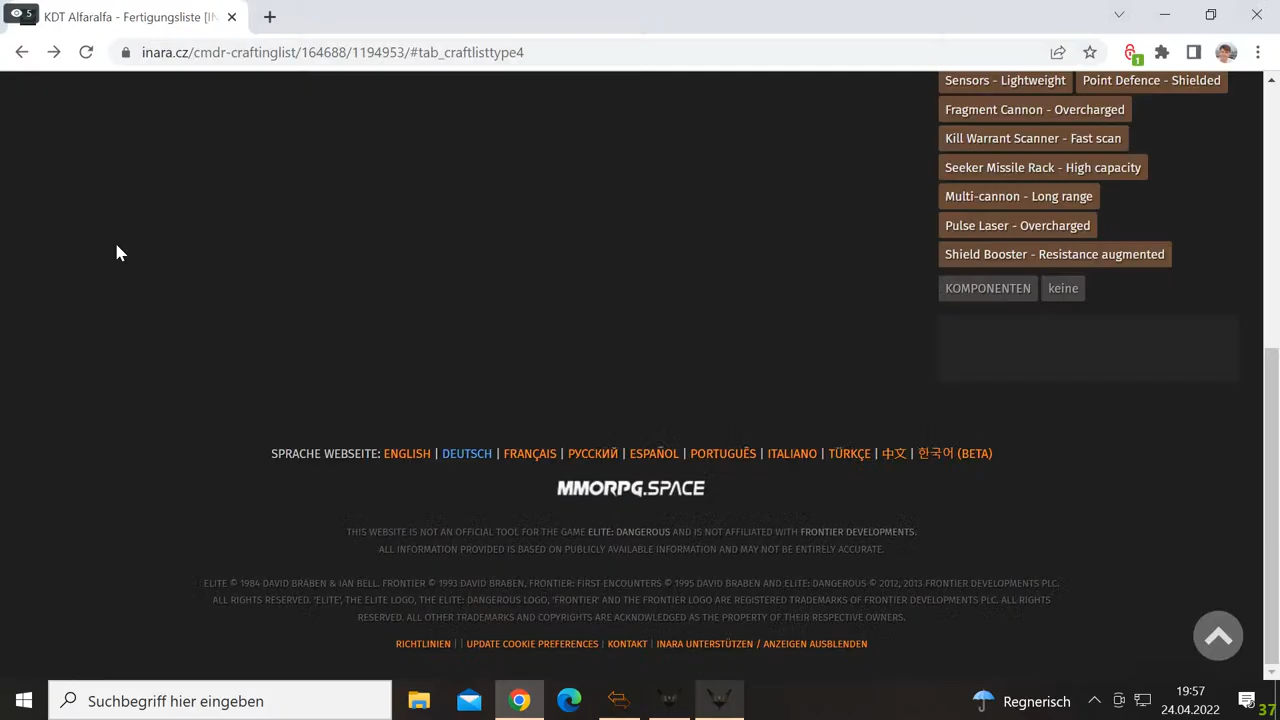 5
KDT Alfaralfa - Fertigungsliste [IN
inara.cz/cmdr-craftinglist/164688/1194953/#tab_craftlisttype4
1
Sensors - Lightweight
Point Defence - Shielded
Fragment Cannon - Overcharged
Kill Warrant Scanner - Fast scan
Seeker Missile Rack - High capacity
Multi-cannon - Long range
Pulse Laser - Overcharged
Shield Booster - Resistance augmented
KOMPONENTEN
keine
SPRACHE WEBSEITE: ENGLISH | DEUTSCH | FRANÇAIS | РУССКИЙ | ESPAÑOL | PORTUGUÊS | ITALIANO | TÜRKÇE | 中文 | 한국어 (BETA)
MMORPG.SPACE
THIS WEBSITE IS NOT AN OFFICIAL TOOL FOR THE GAME ELITE: DANGEROUS AND IS NOT AFFILIATED WITH FRONTIER DEVELOPMENTS.
ALL INFORMATION PROVIDED IS BASED ON PUBLICLY AVAILABLE INFORMATION AND MAY NOT BE ENTIRELY ACCURATE.
ELITE © 1984 DAVID BRABEN & IAN BELL. FRONTIER © 1993 DAVID BRABEN, FRONTIER: FIRST ENCOUNTERS © 1995 DAVID BRABEN AND ELITE: DANGEROUS © 2012, 2013 FRONTIER DEVELOPMENTS PLC.
ALL RIGHTS RESERVED. 'ELITE', THE ELITE LOGO, THE ELITE: DANGEROUS LOGO, 'FRONTIER' AND THE FRONTIER LOGO ARE REGISTERED TRADEMARKS OF FRONTIER DEVELOPMENTS PLC. ALL RIGHTS
RESERVED. ALL OTHER TRADEMARKS AND COPYRIGHTS ARE ACKNOWLEDGED AS THE PROPERTY OF THEIR RESPECTIVE OWNERS.
RICHTLINIEN | | UPDATE COOKIE PREFERENCES | KONTAKT | INARA UNTERSTÜTZEN / ANZEIGEN AUSBLENDEN
Suchbegriff hier eingeben
Regnerisch
19:57
24.04.2022
37